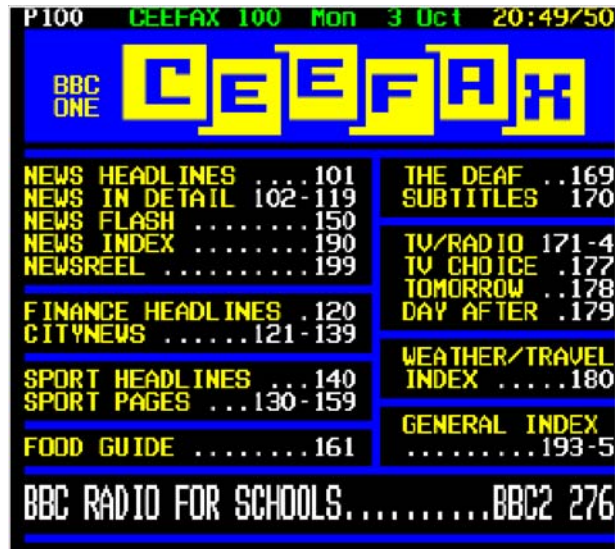 P100 CEEFAX 100 Mon 3 Oct 20:49/50
BBC
ONE
CEEFAX
NEWS HEADLINES ....101
NEWS IN DETAIL 102-119
NEWS FLASH ........150
NEWS INDEX ........190
NEWSREEL ..........199
FINANCE HEADLINES .120
CITYNEWS ......121-139
SPORT HEADLINES ...140
SPORT PAGES ...130-159
FOOD GUIDE ........161
THE DEAF ..169
SUBTITLES 170
TV/RADIO 171-4
TV CHOICE .177
TOMORROW ..178
DAY AFTER .179
WEATHER/TRAVEL
INDEX .....180
GENERAL INDEX
.........193-5
BBC RADIO FOR SCHOOLS..........BBC2 276